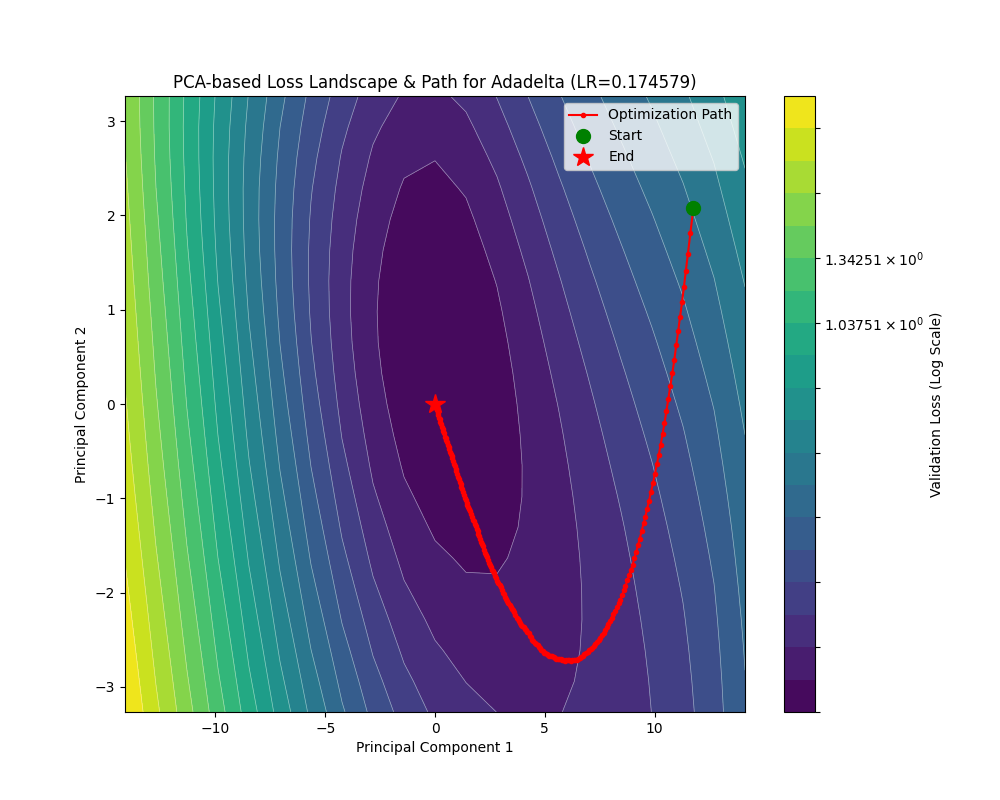 PCA-based Loss Landscape & Path for Adadelta (LR=0.174579)
Optimization Path
Start
End
3
2
1
0
−1
−2
−3
Principal Component 2
−10
−5
0
5
10
Principal Component 1
1.34251 × 10⁰
1.03751 × 10⁰
Validation Loss (Log Scale)